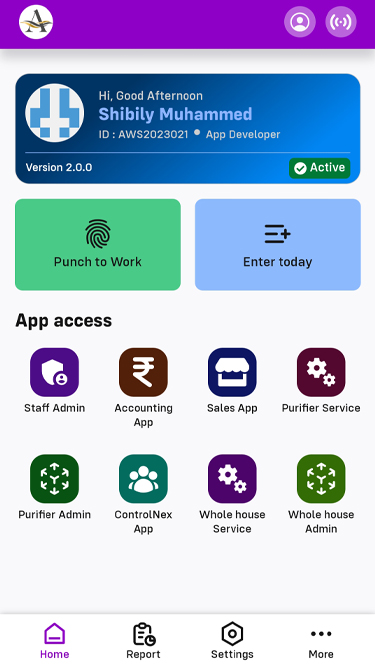 A
Hi, Good Afternoon
Shibily Muhammed
ID : AWS2023021 • App Developer
Version 2.0.0
Active
Punch to Work
Enter today
App access
Staff Admin
Accounting
App
Sales App
Purifier Service
Purifier Admin
ControlNex
App
Whole house
Service
Whole house
Admin
Home
Report
Settings
More